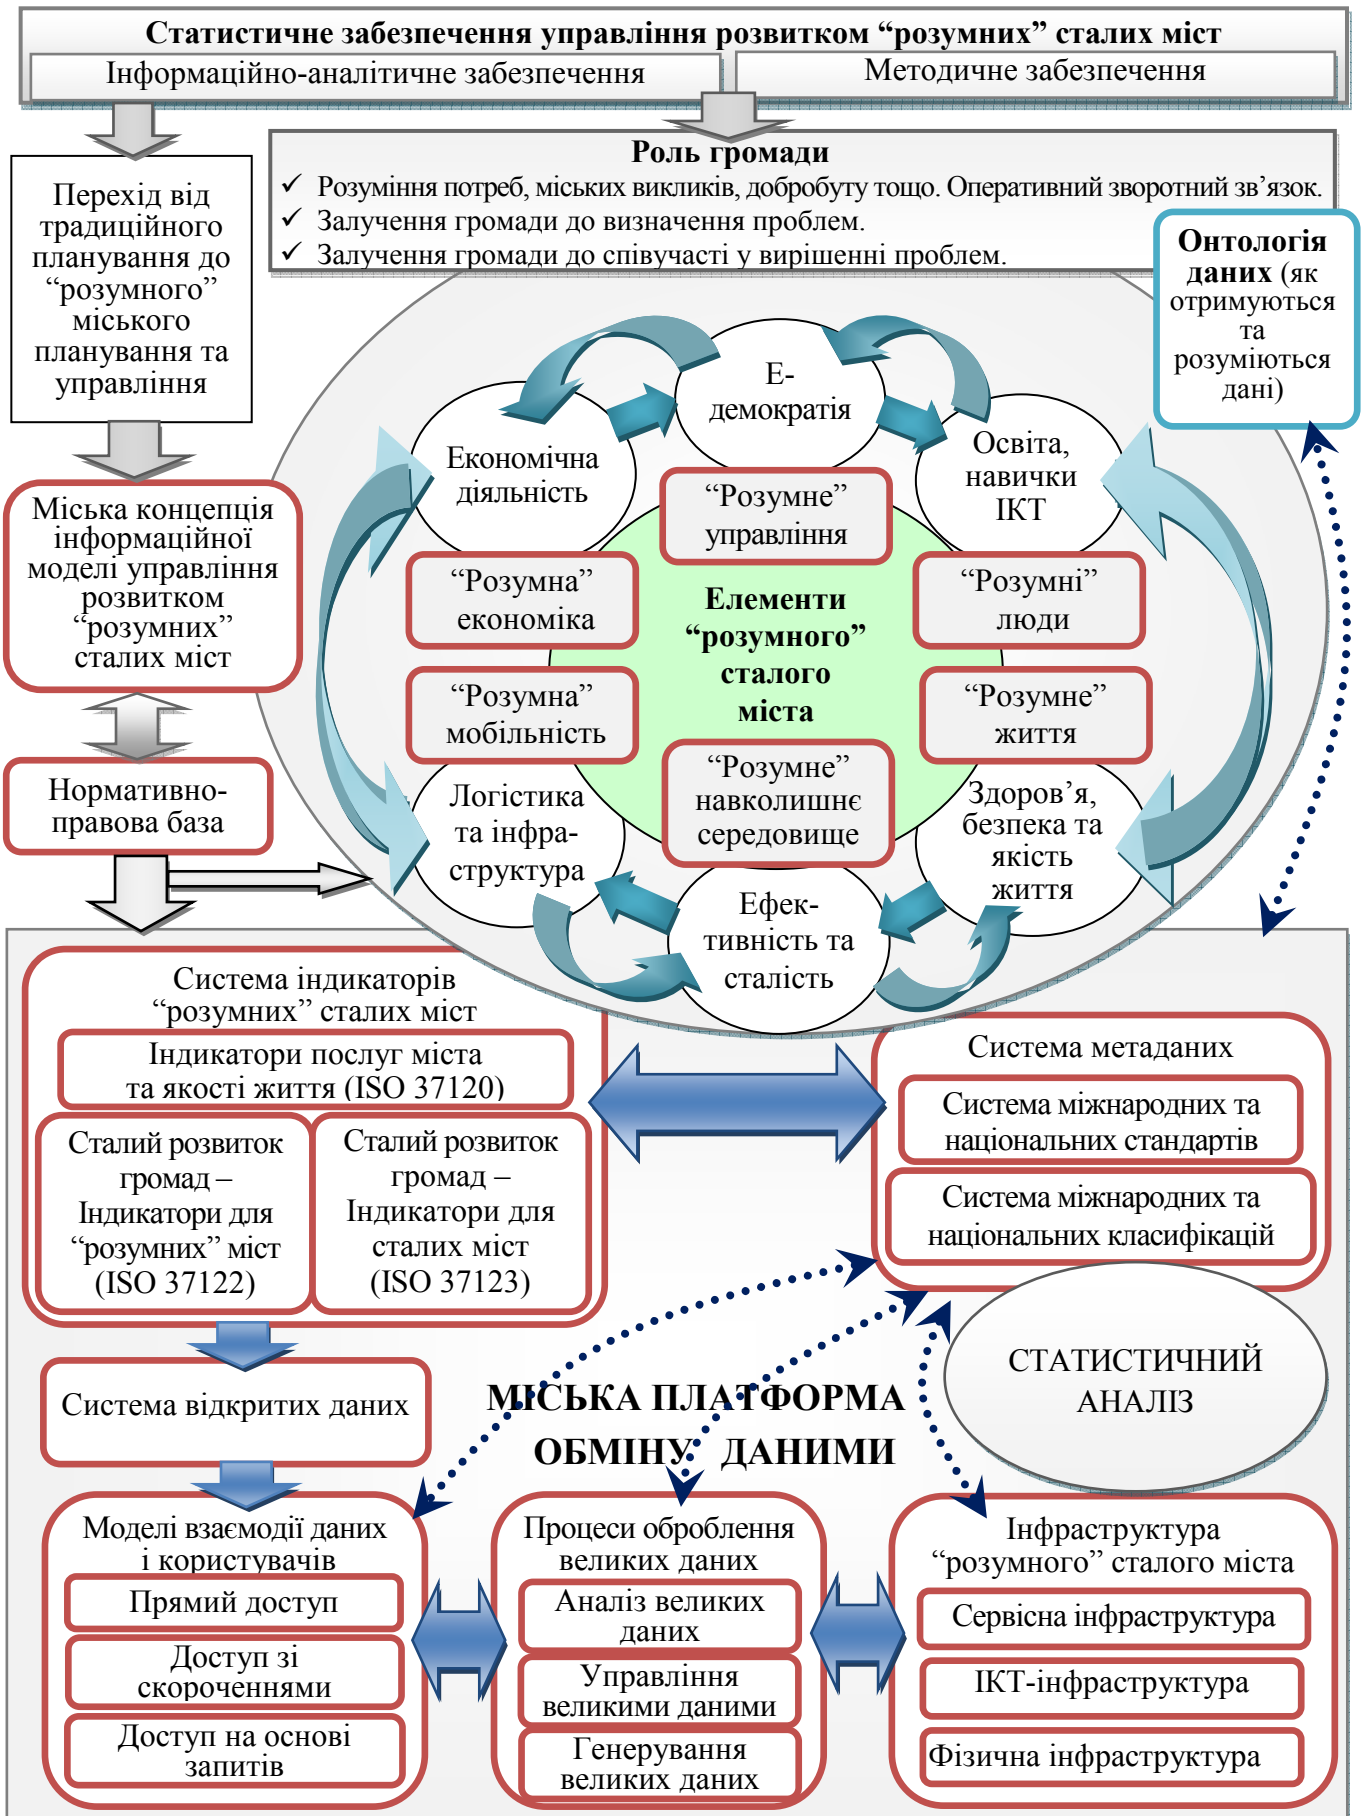 Статистичне забезпечення управління розвитком “розумних” сталих міст
Інформаційно-аналітичне забезпечення
Методичне забезпечення
Перехід від
традиційного
планування до
“розумного”
міського
планування та
управління
Роль громади
✓ Розуміння потреб, міських викликів, добробуту тощо. Оперативний зворотний зв’язок.
✓ Залучення громади до визначення проблем.
✓ Залучення громади до співучасті у вирішенні проблем.
Онтологія
даних (як
отримуються
та
розуміються
дані)
Міська концепція
інформаційної
моделі управління
розвитком
“розумних”
сталих міст
Нормативно-
правова база
Е-
демократія
Економічна
діяльність
Освіта,
навички
ІКТ
“Розумне”
управління
“Розумна”
економіка
“Розумні”
люди
Елементи
“розумного”
сталого
міста
“Розумна”
мобільність
“Розумне”
життя
“Розумне”
навколишнє
середовище
Логістика
та інфра-
структура
Здоров’я,
безпека та
якість
життя
Ефек-
тивність та
сталість
Система індикаторів
“розумних” сталих міст
Індикатори послуг міста
та якості життя (ISO 37120)
Сталий розвиток
громад –
Індикатори для
“розумних” міст
(ISO 37122)
Сталий розвиток
громад –
Індикатори для
сталих міст
(ISO 37123)
Система метаданих
Система міжнародних та
національних стандартів
Система міжнародних та
національних класифікацій
СТАТИСТИЧНИЙ
АНАЛІЗ
Система відкритих даних
МІСЬКА ПЛАТФОРМА
ОБМІНУ ДАНИМИ
Моделі взаємодії даних
і користувачів
Прямий доступ
Доступ зі
скороченнями
Доступ на основі
запитів
Процеси оброблення
великих даних
Аналіз великих
даних
Управління
великими даними
Генерування
великих даних
Інфраструктура
“розумного” сталого міста
Сервісна інфраструктура
ІКТ-інфраструктура
Фізична інфраструктура